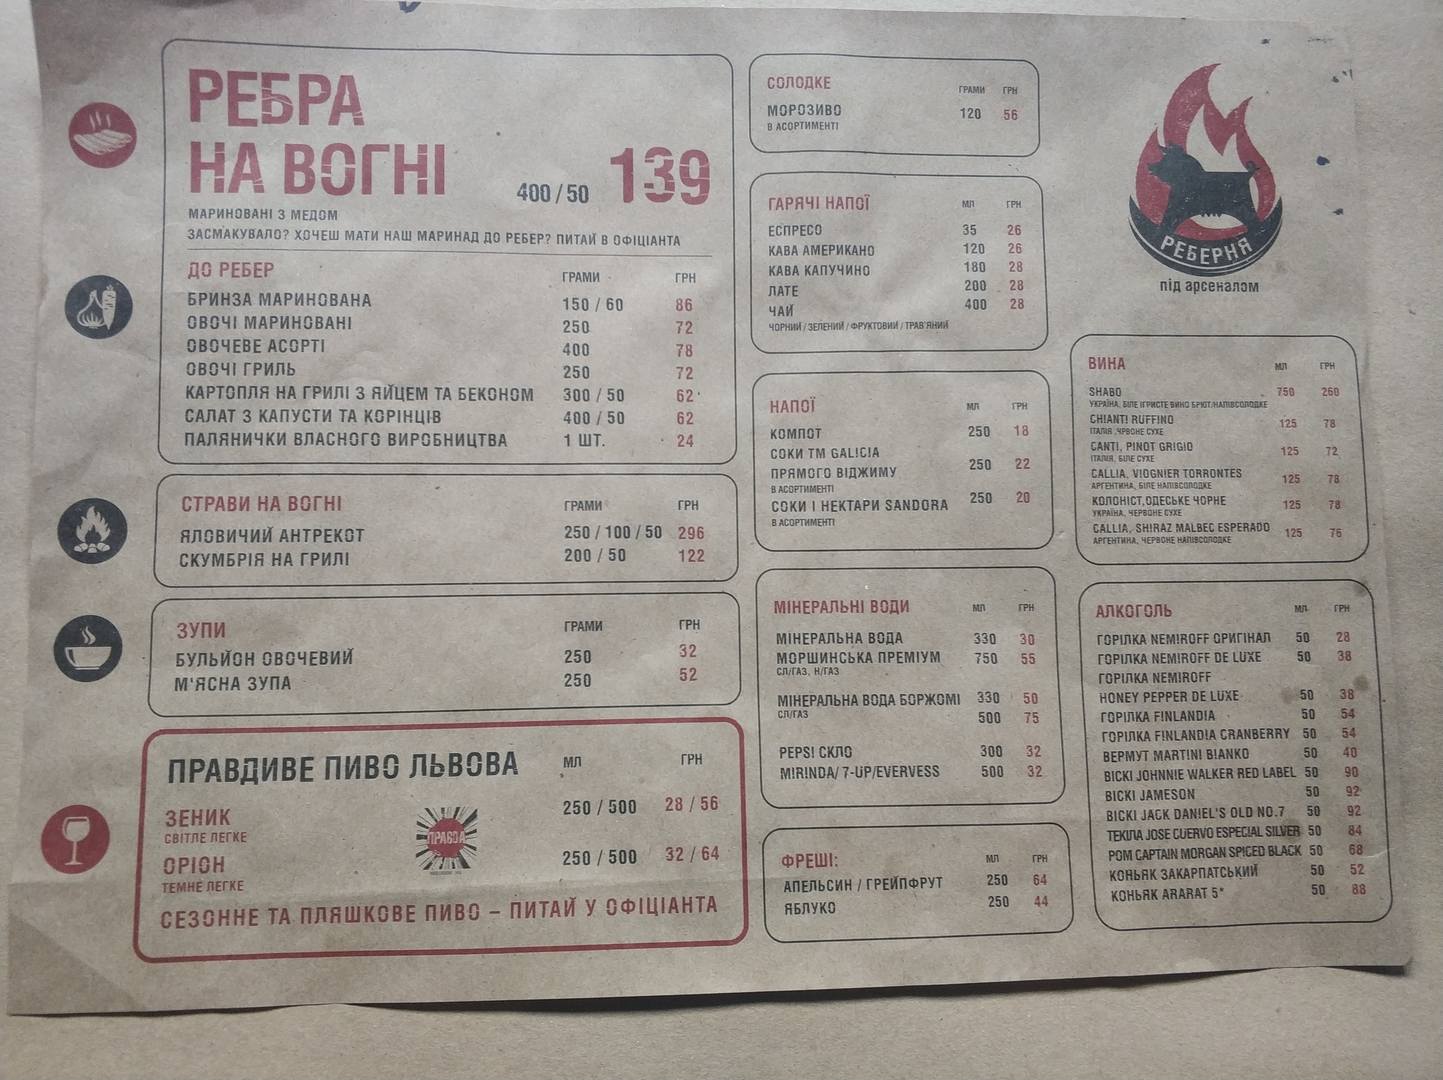 РЕБРА
НА ВОГНІ 400 / 50 139
МАРИНОВАНІ З МЕДОМ
ЗАСМАКУВАЛО? ХОЧЕШ МАТИ НАШ МАРИНАД ДО РЕБЕР? ПИТАЙ В ОФІЦІАНТА
ДО РЕБЕР ГРАМИ ГРН
БРИНЗА МАРИНОВАНА 150 / 60 86
ОВОЧІ МАРИНОВАНІ 250 72
ОВОЧЕВЕ АСОРТІ 400 78
ОВОЧІ ГРИЛЬ 250 72
КАРТОПЛЯ НА ГРИЛІ З ЯЙЦЕМ ТА БЕКОНОМ 300 / 50 62
САЛАТ З КАПУСТИ ТА КОРІНЦІВ 400 / 50 62
ПАЛЯНИЧКИ ВЛАСНОГО ВИРОБНИЦТВА 1 ШТ. 24
СТРАВИ НА ВОГНІ ГРАМИ ГРН
ЯЛОВИЧИЙ АНТРЕКОТ 250 / 100 / 50 296
СКУМБРІЯ НА ГРИЛІ 200 / 50 122
ЗУПИ ГРАМИ ГРН
БУЛЬЙОН ОВОЧЕВИЙ 250 32
М'ЯСНА ЗУПА 250 52
ПРАВДИВЕ ПИВО ЛЬВОВА МЛ ГРН
ЗЕНИК 250 / 500 28 / 56
СВІТЛЕ ЛЕГКЕ
ПРАВДА
ОРІОН 250 / 500 32 / 64
ТЕМНЕ ЛЕГКЕ
СЕЗОННЕ ТА ПЛЯШКОВЕ ПИВО – ПИТАЙ У ОФІЦІАНТА
СОЛОДКЕ ГРАМИ ГРН
МОРОЗИВО 120 56
В АСОРТИМЕНТІ
ГАРЯЧІ НАПОЇ МЛ ГРН
ЕСПРЕСО 35 26
КАВА АМЕРИКАНО 120 26
КАВА КАПУЧИНО 180 28
ЛАТЕ 200 28
ЧАЙ 400 28
ЧОРНИЙ / ЗЕЛЕНИЙ / ФРУКТОВИЙ / ТРАВ'ЯНИЙ
НАПОЇ МЛ ГРН
КОМПОТ 250 18
СОКИ ТМ GALICIA
ПРЯМОГО ВІДЖИМУ 250 22
В АСОРТИМЕНТІ
СОКИ І НЕКТАРИ SANDORA 250 20
В АСОРТИМЕНТІ
МІНЕРАЛЬНІ ВОДИ МЛ ГРН
МІНЕРАЛЬНА ВОДА 330 30
МОРШИНСЬКА ПРЕМІУМ 750 55
СЛ/ГАЗ, Н/ГАЗ
МІНЕРАЛЬНА ВОДА БОРЖОМІ 330 50
СЛ/ГАЗ 500 75
PEPSI СКЛО 300 32
MIRINDA/ 7-UP/EVERVESS 500 32
ФРЕШІ: МЛ ГРН
АПЕЛЬСИН / ГРЕЙПФРУТ 250 64
ЯБЛУКО 250 44
РЕБЕРНЯ
під арсеналом
ВИНА МЛ ГРН
SHABO 750 260
УКРАЇНА, БІЛЕ ІГРИСТЕ ВИНО БРЮТ/НАПІВСОЛОДКЕ
CHIANTI RUFFINO 125 78
ІТАЛІЯ, ЧЕРВОНЕ СУХЕ
CANTI, PINOT GRIGIO 125 72
ІТАЛІЯ, БІЛЕ СУХЕ
CALLIA, VIOGNIER TORRONTES 125 78
АРГЕНТИНА, БІЛЕ НАПІВСОЛОДКЕ
КОЛОНІСТ,ОДЕСЬКЕ ЧОРНЕ 125 78
УКРАЇНА, ЧЕРВОНЕ СУХЕ
CALLIA, SHIRAZ MALBEC ESPERADO 125 76
АРГЕНТИНА, ЧЕРВОНЕ НАПІВСОЛОДКЕ
АЛКОГОЛЬ МЛ ГРН
ГОРІЛКА NEMIROFF ОРИГІНАЛ 50 28
ГОРІЛКА NEMIROFF DE LUXE 50 38
ГОРІЛКА NEMIROFF
HONEY PEPPER DE LUXE 50 38
ГОРІЛКА FINLANDIA 50 54
ГОРІЛКА FINLANDIA CRANBERRY 50 54
ВЕРМУТ MARTINI BIANKO 50 40
ВІСКІ JOHNNIE WALKER RED LABEL 50 90
ВІСКІ JAMESON 50 92
ВІСКІ JACK DANIEL'S OLD NO.7 50 92
ТЕКІЛА JOSE CUERVO ESPECIAL SILVER 50 84
РОМ CAPTAIN MORGAN SPICED BLACK 50 68
КОНЬЯК ЗАКАРПАТСЬКИЙ 50 52
КОНЬЯК ARARAT 5* 50 88